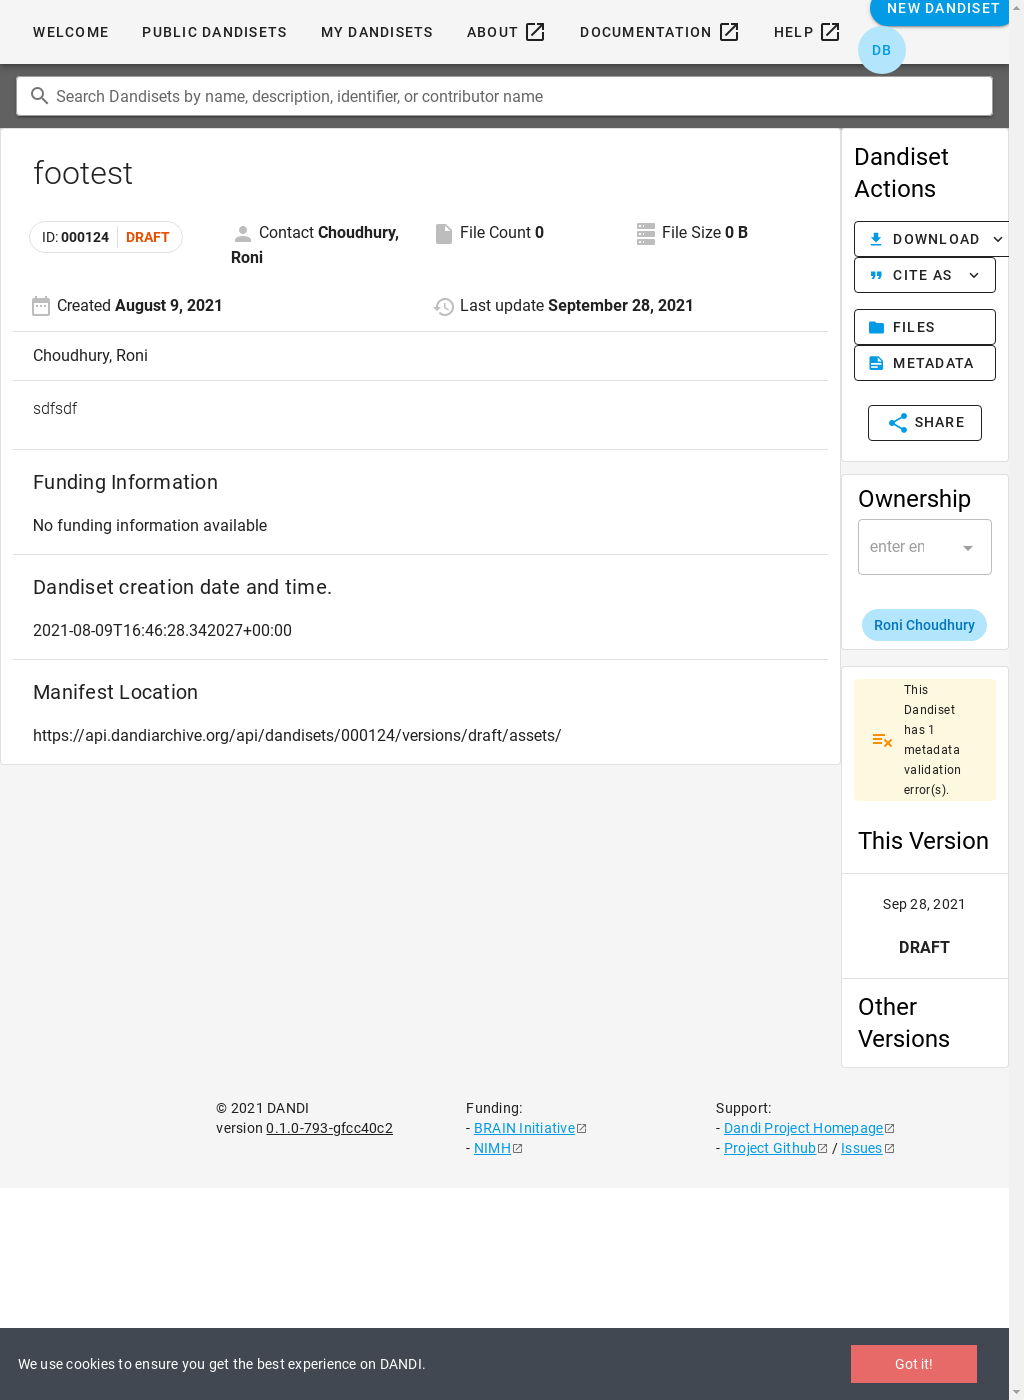 WELCOME PUBLIC DANDISETS MY DANDISETS ABOUT DOCUMENTATION HELP NEW DANDISET
DB
Search Dandisets by name, description, identifier, or contributor name
footest
ID: 000124 DRAFT
Contact Choudhury,
Roni
File Count 0
File Size 0 B
Created August 9, 2021
Last update September 28, 2021
Choudhury, Roni
sdfsdf
Funding Information
No funding information available
Dandiset creation date and time.
2021-08-09T16:46:28.342027+00:00
Manifest Location
https://api.dandiarchive.org/api/dandisets/000124/versions/draft/assets/
Dandiset
Actions
DOWNLOAD
CITE AS
FILES
METADATA
SHARE
Ownership
enter en
Roni Choudhury
This
Dandiset
has 1
metadata
validation
error(s).
This Version
Sep 28, 2021
DRAFT
Other
Versions
© 2021 DANDI
version 0.1.0-793-gfcc40c2
Funding:
- BRAIN Initiative
- NIMH
Support:
- Dandi Project Homepage
- Project Github / Issues
We use cookies to ensure you get the best experience on DANDI.
Got it!